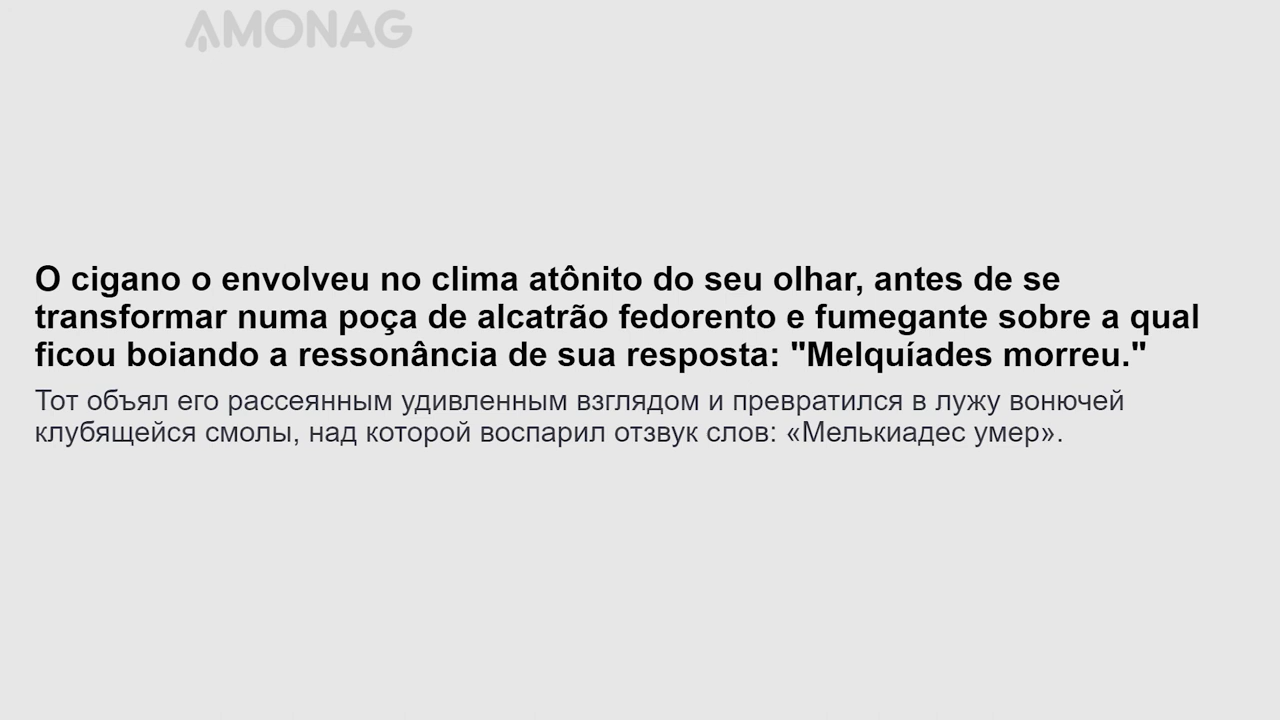 AMONAG
O cigano o envolveu no clima atônito do seu olhar, antes de se
transformar numa poça de alcatrão fedorento e fumegante sobre a qual
ficou boiando a ressonância de sua resposta: "Melquíades morreu."
Тот объял его рассеянным удивленным взглядом и превратился в лужу вонючей
клубящейся смолы, над которой воспарил отзвук слов: «Мелькиадес умер».